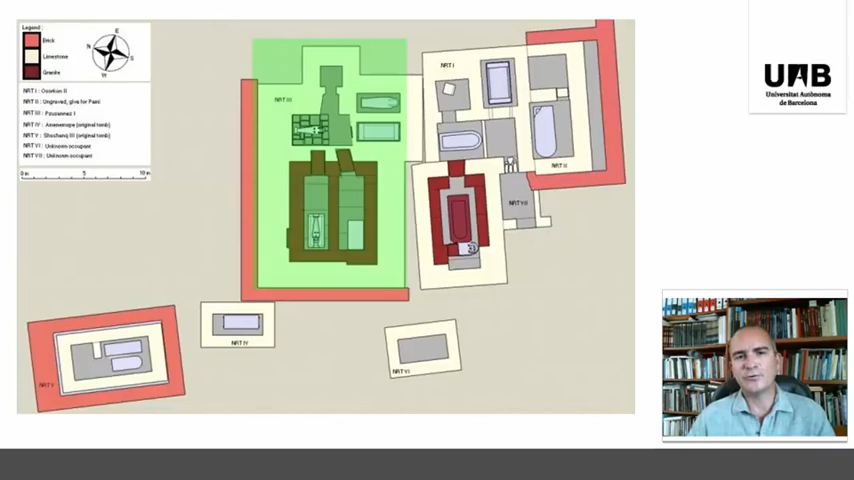 Legend :
Brick
Limestone
Granite
N
E
S
W
NRT I : Osorkon II
NRT II : Ungraved, give for Pami
NRT III : Psusennes I
NRT IV : Amenemope (original tomb)
NRT V : Shoshenq III (original tomb)
NRT VI : Unknown occupant
NRT VII : Unknown occupant
0 m
5
10 m
NRT III
NRT I
NRT II
NRT VII
NRT IV
NRT V
NRT VI
UAB
Universitat Autònoma
de Barcelona